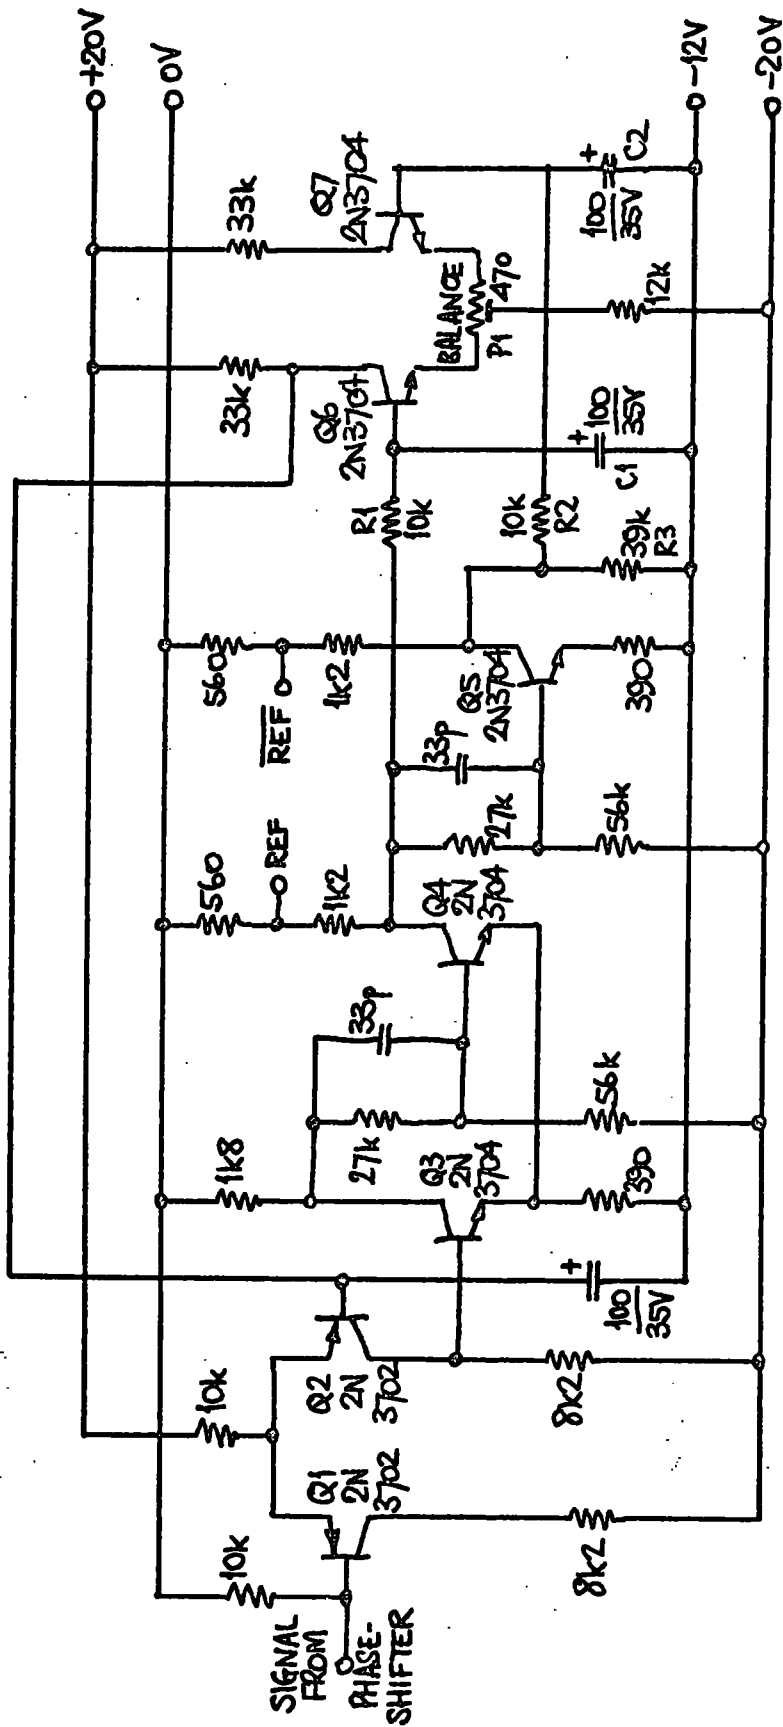 +20V
0V
-12V
-20V
SIGNAL
FROM
PHASE-
SHIFTER
10k
Q1
2N
3702
8k2
10k
Q2
2N
3702
8k2
+
100
35V
1k8
27k
33p
Q3
2N
3704
390
56k
560
REF
1k2
Q4
2N
3704
27k
33p
56k
560
REF
1k2
Q5
2N3704
390
R1
10k
10k
R2
39k
R3
33k
Q6
2N3704
+
100
35V
C1
BALANCE
P1
470
12k
33k
Q7
2N3704
+
100
35V
C2